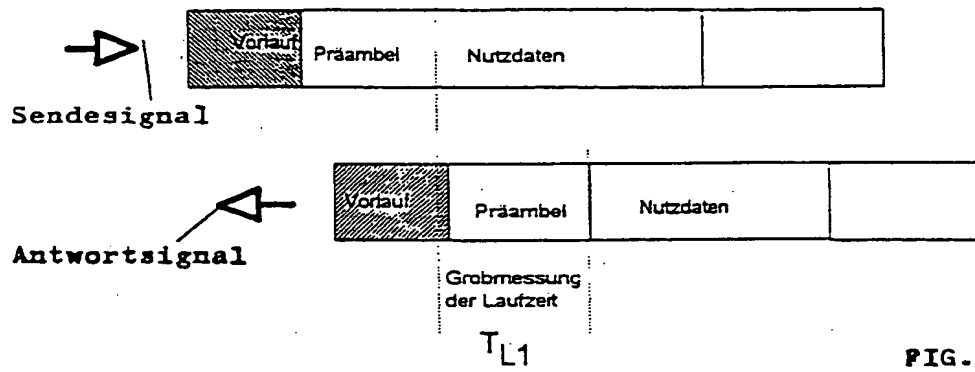 Vorlauf Präambel Nutzdaten
Sendesignal
Vorlauf Präambel Nutzdaten
Antwortsignal
Grobmessung
der Laufzeit
TL1
FIG.